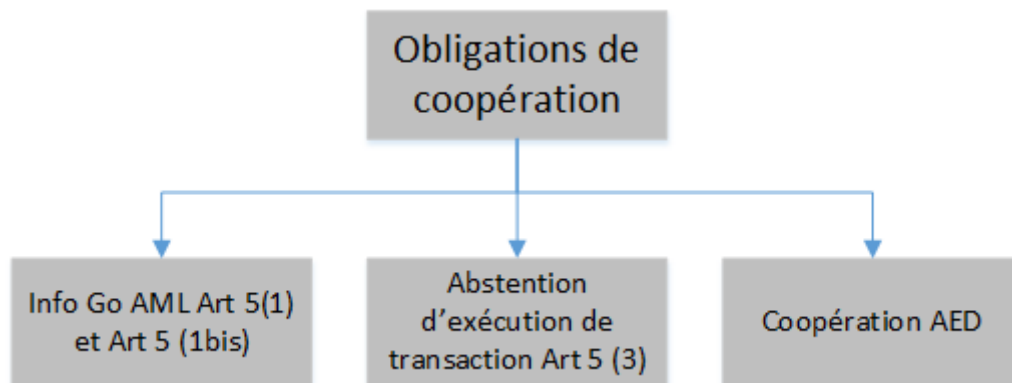 Obligations de
coopération
Info Go AML Art 5(1)
et Art 5 (1bis)
Abstention
d’exécution de
transaction Art 5 (3)
Coopération AED